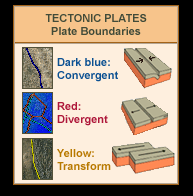 TECTONIC PLATES
Plate Boundaries
Dark blue:
Convergent
Red:
Divergent
Yellow:
Transform